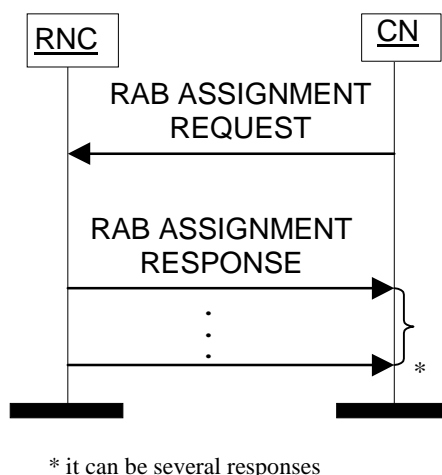 RNC
CN
RAB ASSIGNMENT
REQUEST
RAB ASSIGNMENT
RESPONSE
*
* it can be several responses